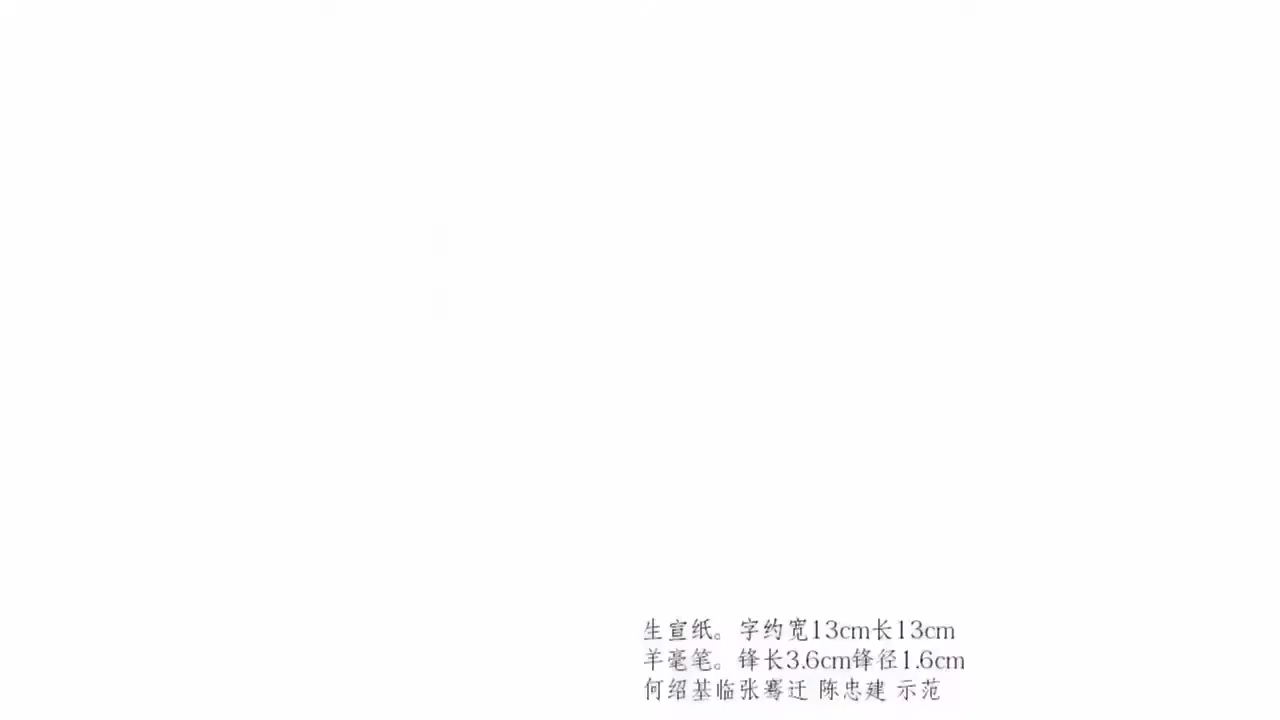 生宣纸。字约宽13cm长13cm
羊毫笔。锋长3.6cm锋径1.6cm
何绍基临张骞迁 陈忠建 示范